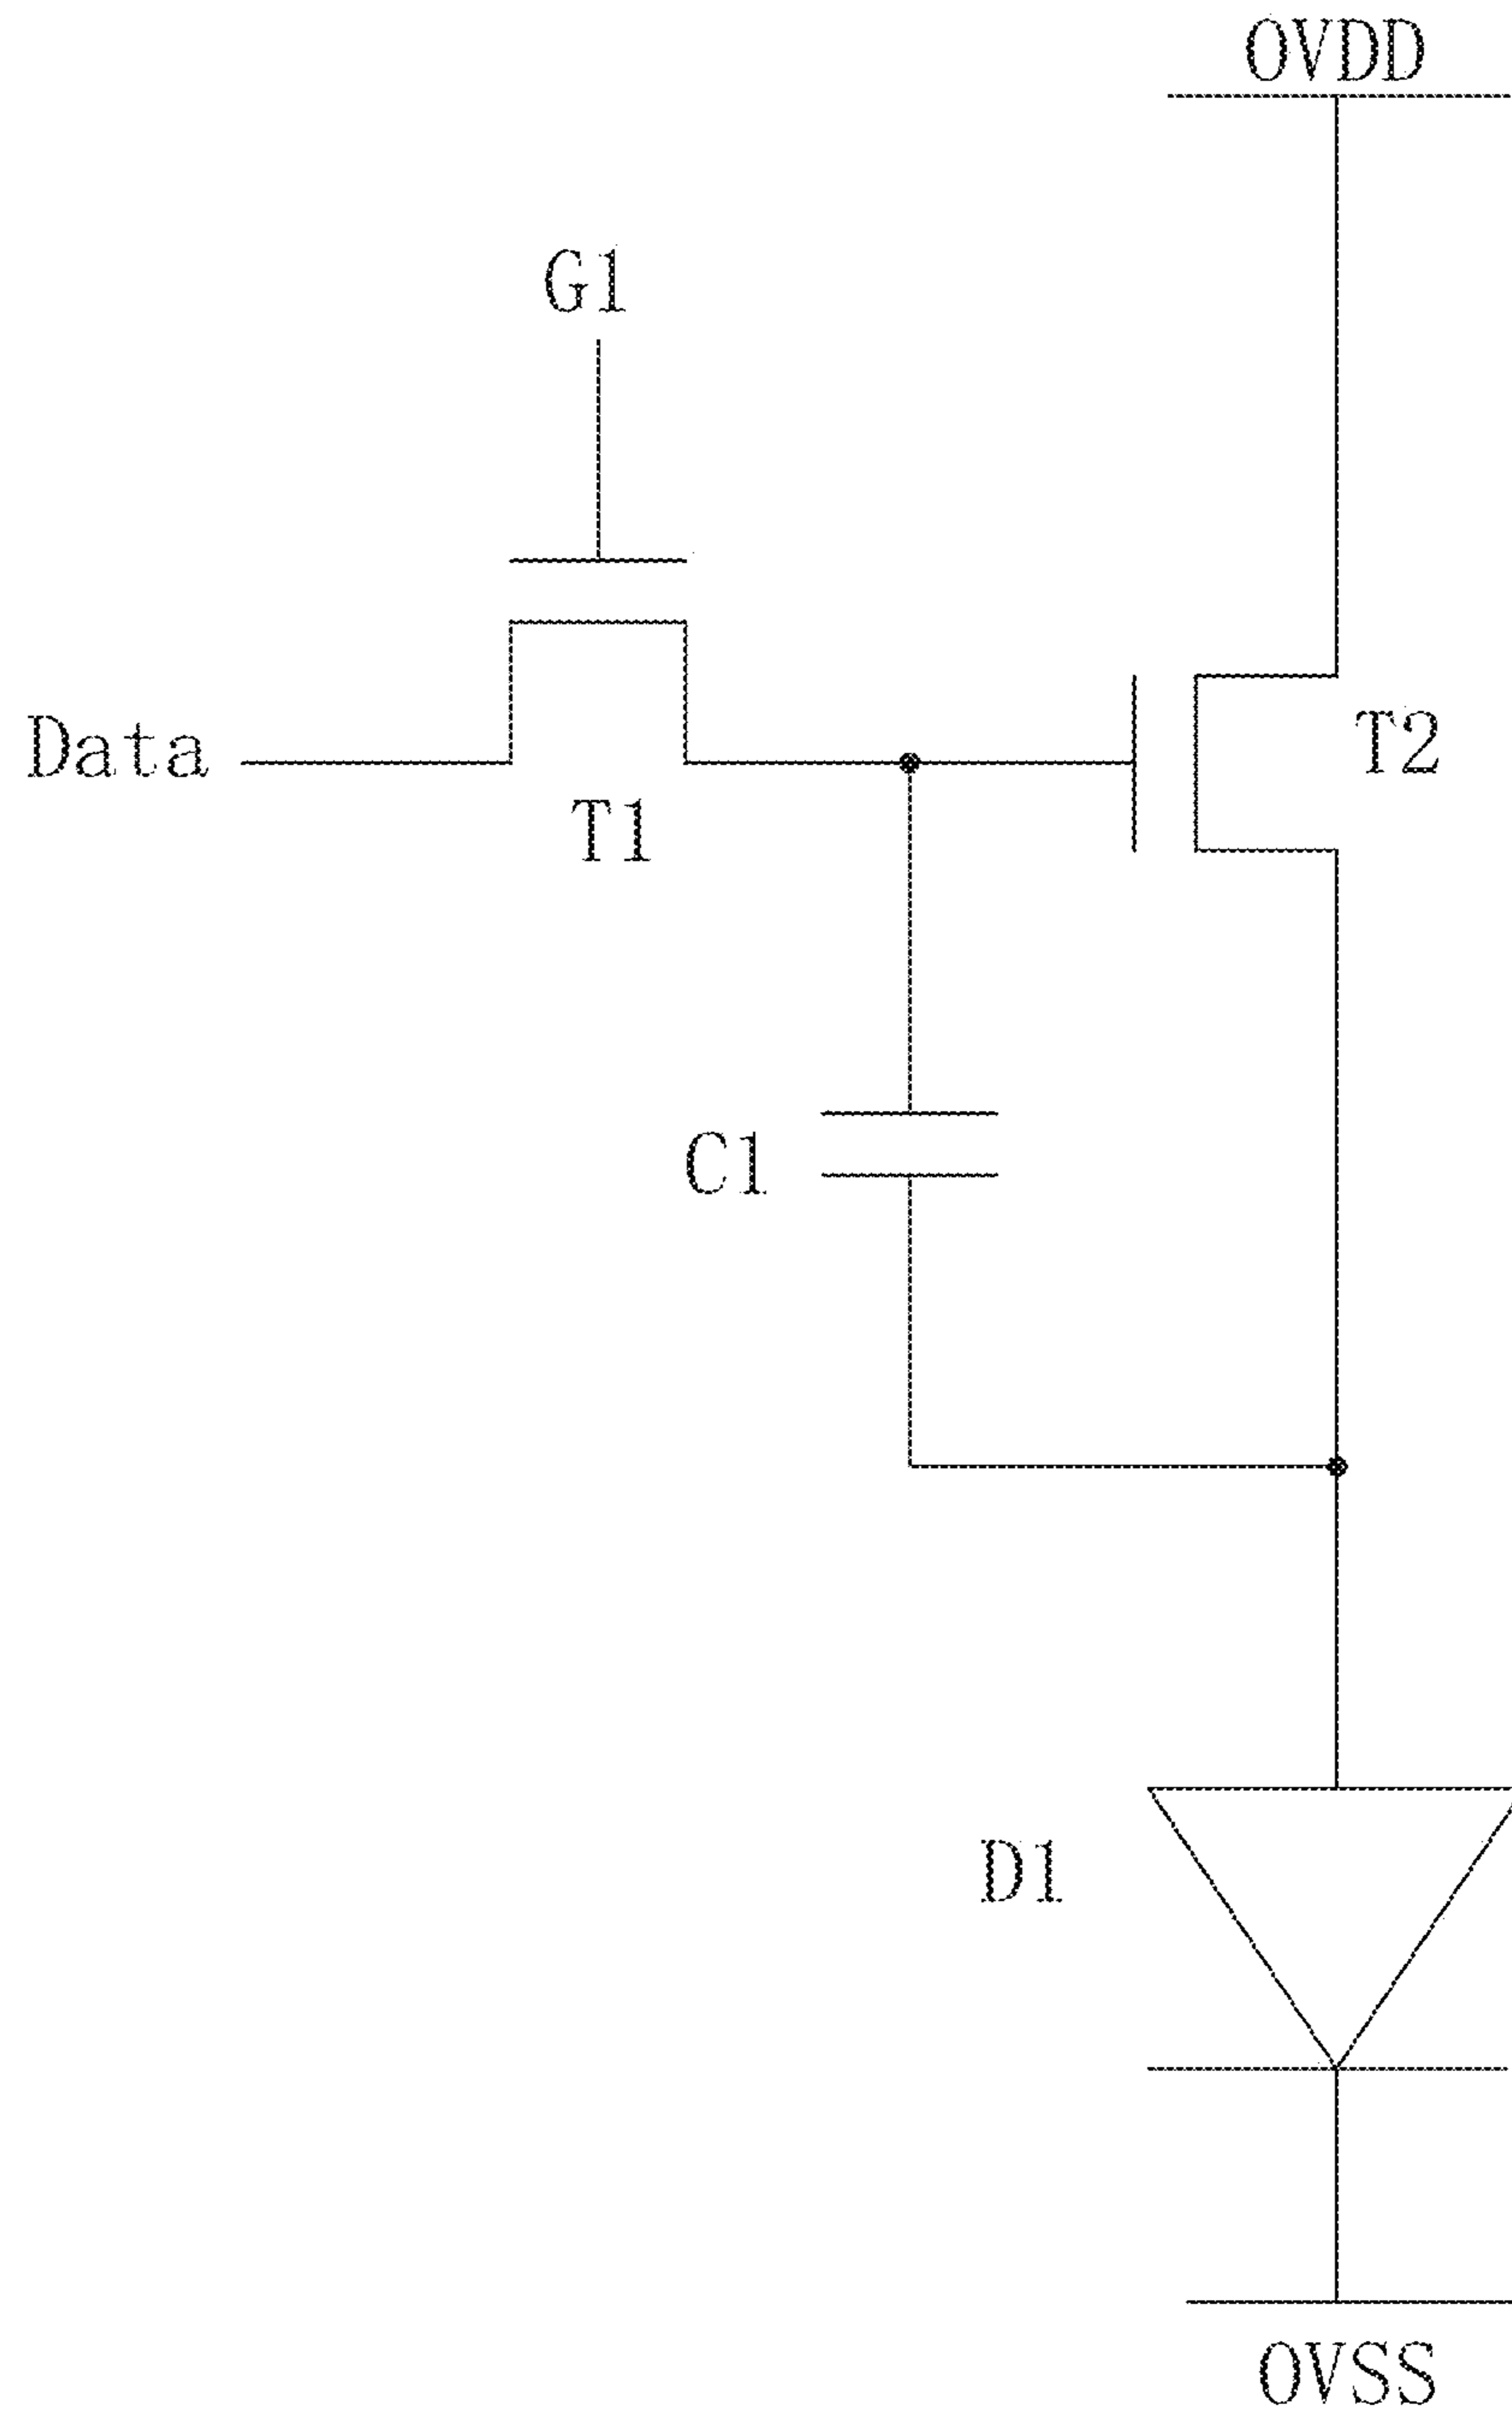 OVDD
G1
Data
T1
T2
C1
D1
OVSS